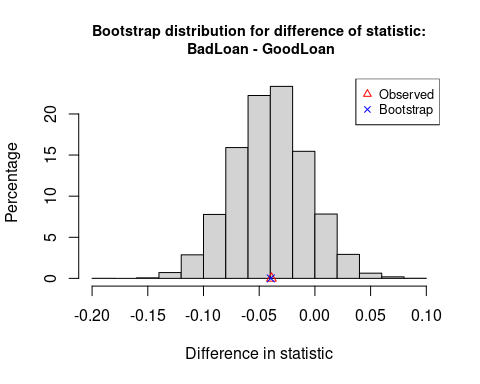 Bootstrap distribution for difference of statistic:
BadLoan - GoodLoan
Observed
Bootstrap
Percentage
20
15
10
5
0
-0.20 -0.15 -0.10 -0.05 0.00 0.05 0.10
Difference in statistic